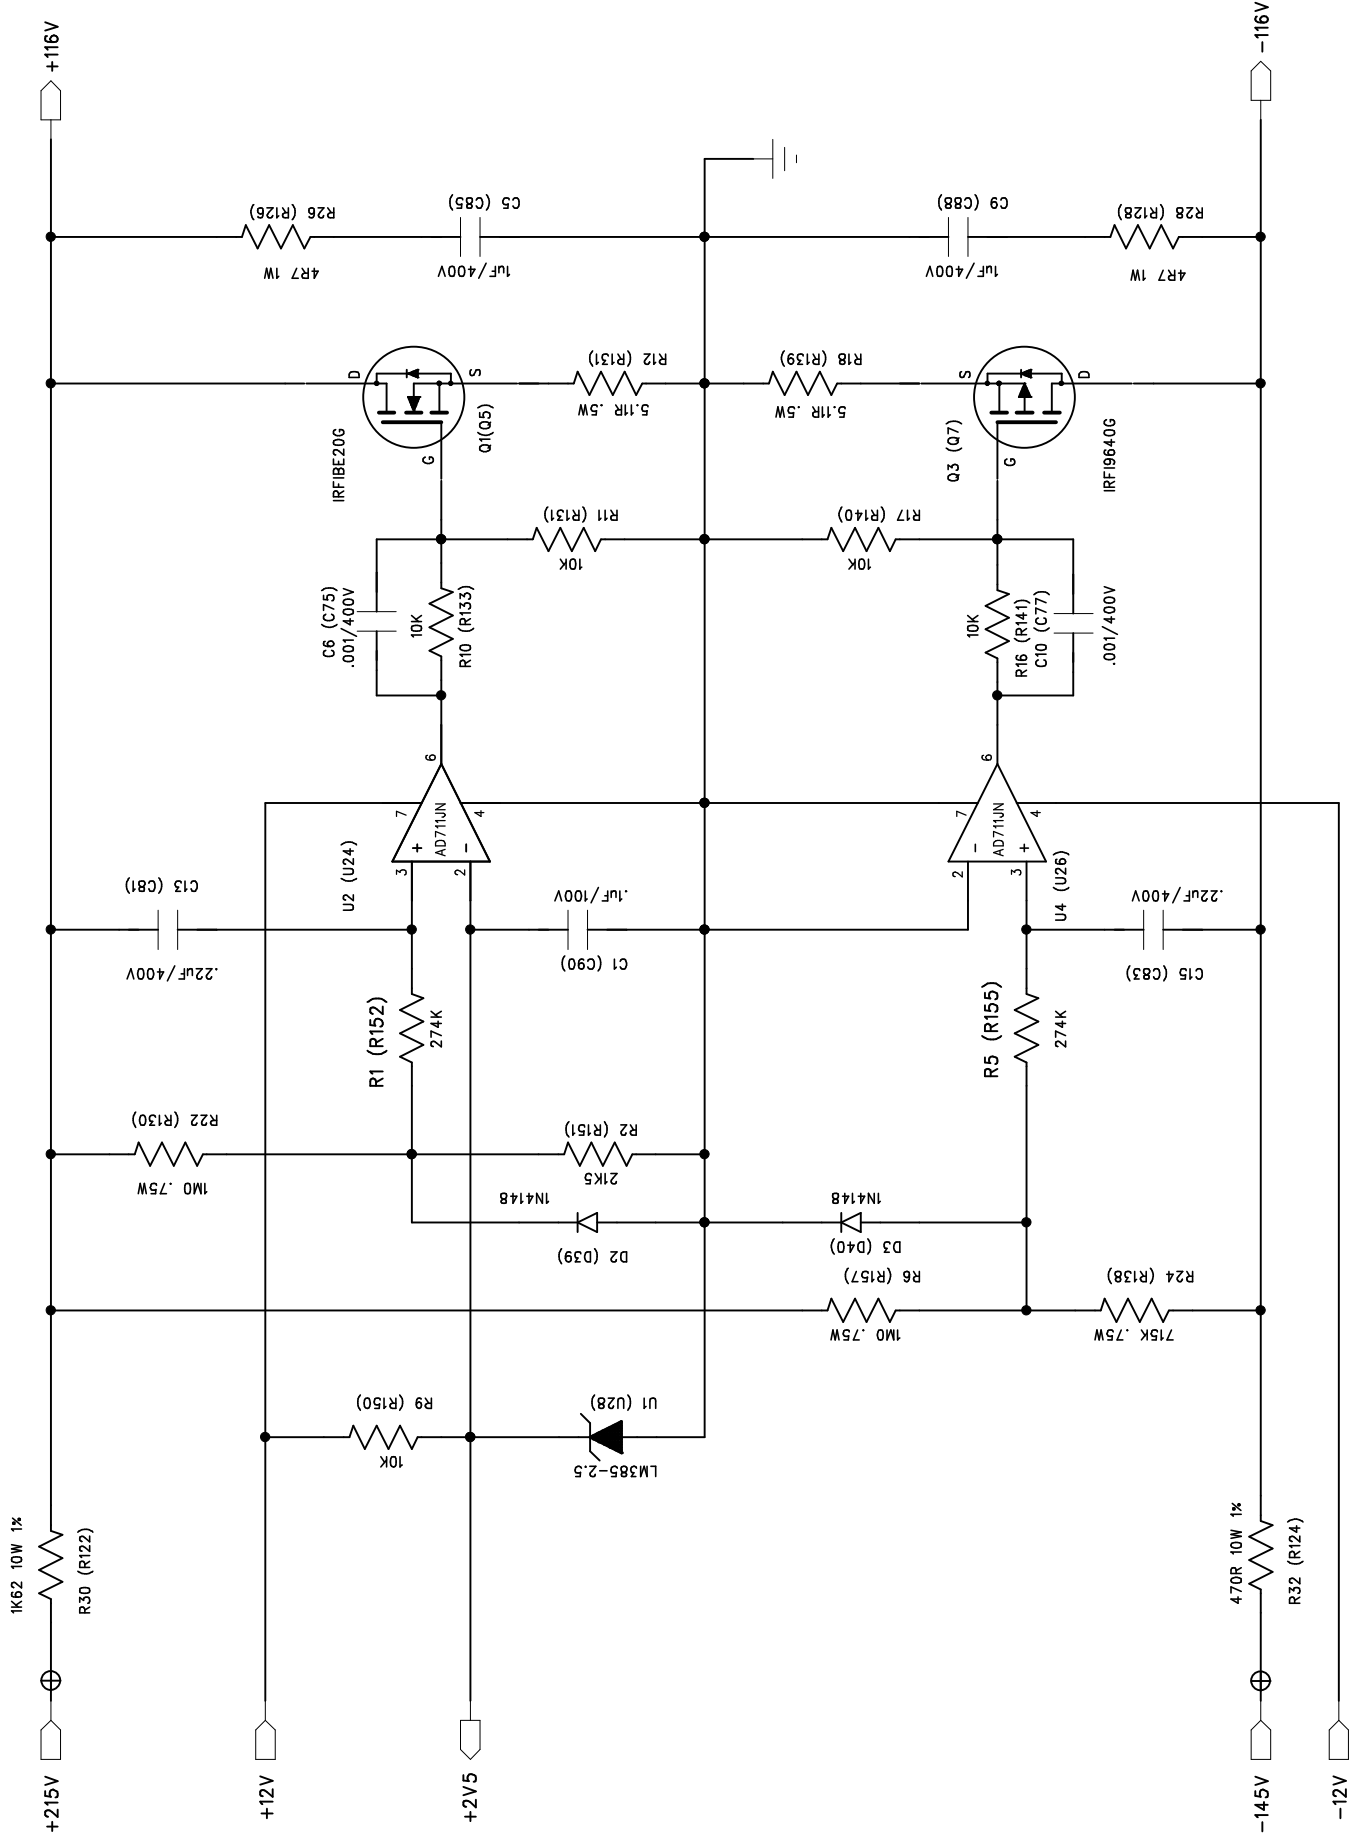 +116V
-116V
R26 (R126)
4R7 1W
C5 (C85)
1uF/400V
C9 (C88)
1uF/400V
R28 (R128)
4R7 1W
IRFIBE20G
D
G
S
Q1(Q5)
R12 (R131)
5.11R .5W
R18 (R139)
5.11R .5W
Q3 (Q7)
S
G
D
IRFI9640G
C6 (C75)
.001/400V
10K
R10 (R133)
R11 (R131)
10K
R17 (R140)
10K
10K
R16 (R141)
C10 (C77)
.001/400V
U2 (U24)
AD711JN
3
+
2
-
7
4
6
AD711JN
2
-
3
+
7
4
6
U4 (U26)
C13 (C81)
.22uF/400V
.1uF/100V
C1 (C90)
.22uF/400V
C15 (C83)
R1 (R152)
274K
R5 (R155)
274K
R22 (R130)
1M0 .75W
R2 (R151)
21K5
1N4148
D2 (D39)
1N4148
D3 (D40)
R6 (R157)
1M0 .75W
R24 (R138)
715K .75W
R9 (R150)
10K
U1 (U28)
LM385-2.5
1K62 10W 1%
R30 (R122)
470R 10W 1%
R32 (R124)
+215V
+12V
+2V5
-145V
-12V